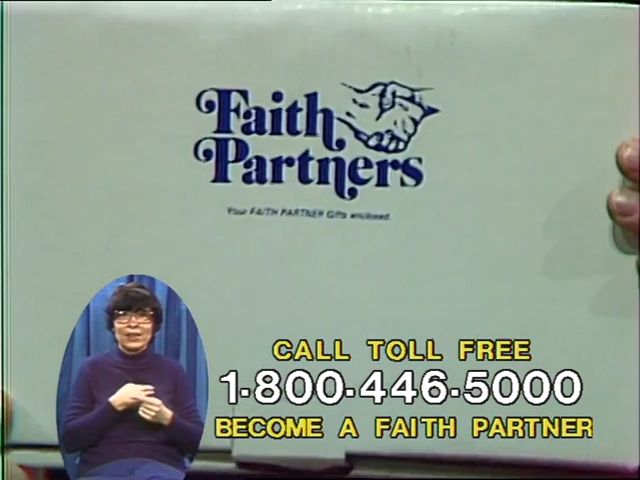 Faith
Partners
Your FAITH PARTNER Gifts enclosed.
CALL TOLL FREE
1-800-446-5000
BECOME A FAITH PARTNER